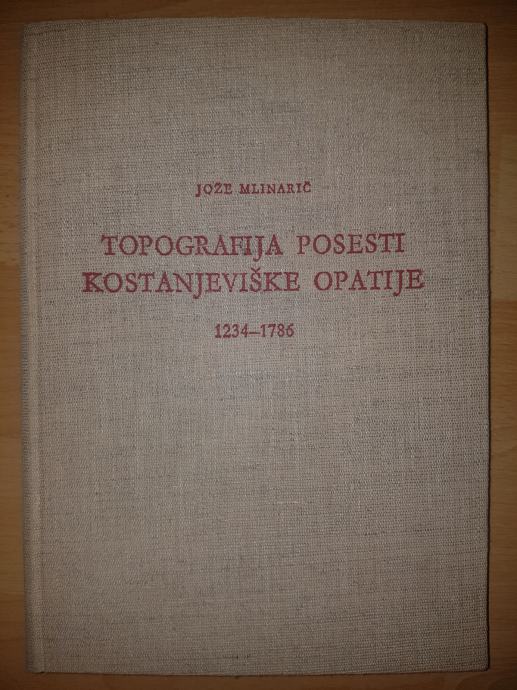 JOŽE MLINARIČ
TOPOGRAFIJA POSESTI
KOSTANJEVIŠKE OPATIJE
1234–1786